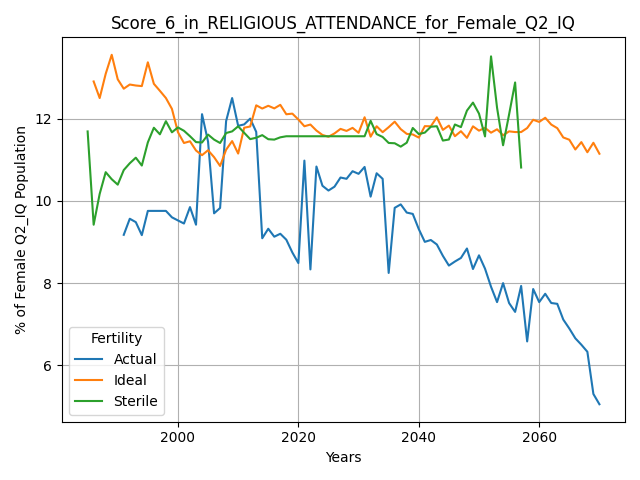 Score_6_in_RELIGIOUS_ATTENDANCE_for_Female_Q2_IQ
% of Female Q2_IQ Population
12
10
8
6
Fertility
Actual
Ideal
Sterile
2000
2020
2040
2060
Years